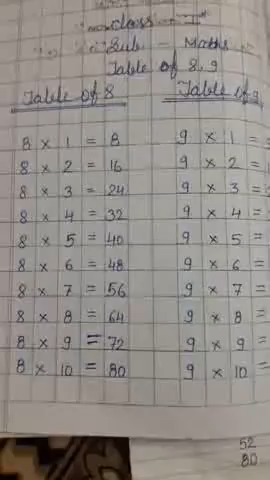 Class - II
Sub - Maths
Table of 8, 9
Table of 8 Table of 9
8 × 1 = 8 9 × 1 =
8 × 2 = 16 9 × 2 =
8 × 3 = 24 9 × 3 =
8 × 4 = 32 9 × 4 =
8 × 5 = 40 9 × 5 =
8 × 6 = 48 9 × 6 =
8 × 7 = 56 9 × 7 =
8 × 8 = 64 9 × 8 =
8 × 9 = 72 9 × 9 =
8 × 10 = 80 9 × 10 =
52
80